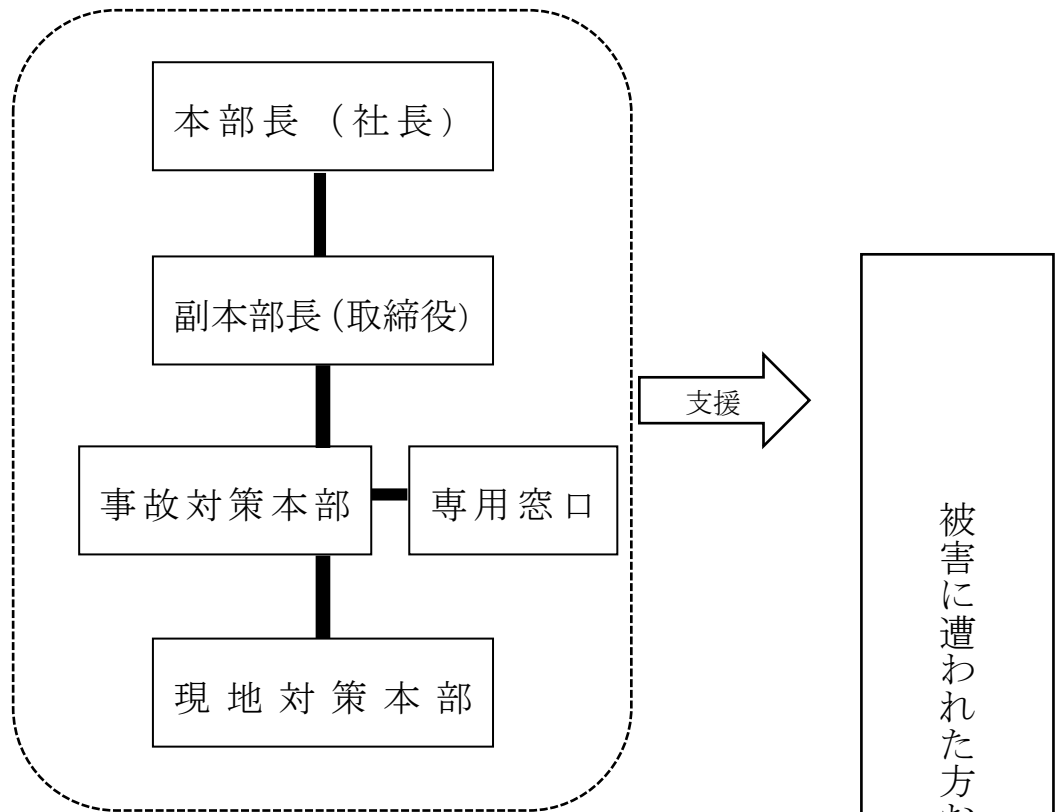 本部長（社長）
副本部長（取締役）
事故対策本部
専用窓口
現地対策本部
支援
被害に遭われた方